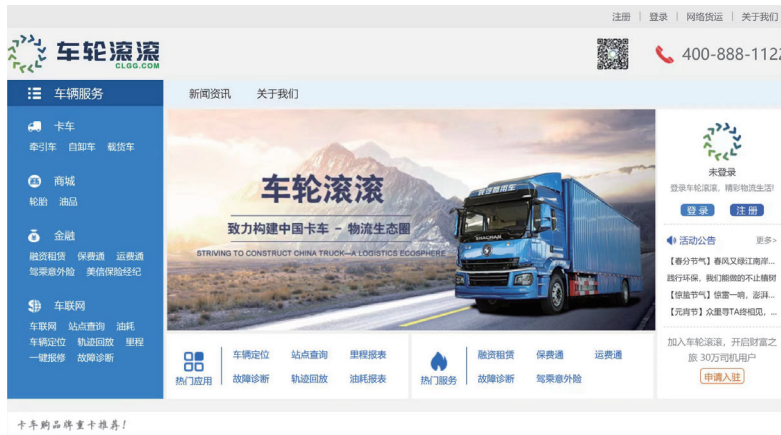 注册 | 登录 | 网络货运 | 关于我们
车轮滚滚
CLGG.COM
400-888-112
车辆服务
新闻资讯 关于我们
卡车
牵引车 自卸车 载货车
商城
轮胎 油品
金融
融资租赁 保费通 运费通
驾乘意外险 美信保险经纪
车联网
车联网 站点查询 油耗
车辆定位 轨迹回放 里程
一键报修 故障诊断
车轮滚滚
致力构建中国卡车 - 物流生态圈
STRIVING TO CONSTRUCT CHINA TRUCK—A LOGISTICS ECOSPHERE
SHACMAN
未登录
登录车轮滚滚，精彩物流生活!
登录 注册
活动公告 更多>
【春分节气】春风又绿江南岸...
践行环保、我们能做的不止植树
【惊蛰节气】惊雷一响，澎湃...
【元宵节】众里寻TA终相见，...
加入车轮滚滚，开启财富之
旅 30万司机用户
申请入驻
热门应用
车辆定位 站点查询 里程报表
故障诊断 轨迹回放 油耗报表
热门服务
融资租赁 保费通 运费通
故障诊断 驾乘意外险
卡车购品牌重卡推荐!